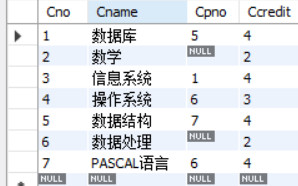 Cno Cname Cpno Ccredit
1 数据库 5 4
2 数学 NULL 2
3 信息系统 1 4
4 操作系统 6 3
5 数据结构 7 4
6 数据处理 NULL 2
7 PASCAL语言 6 4
NULL NULL NULL NULL